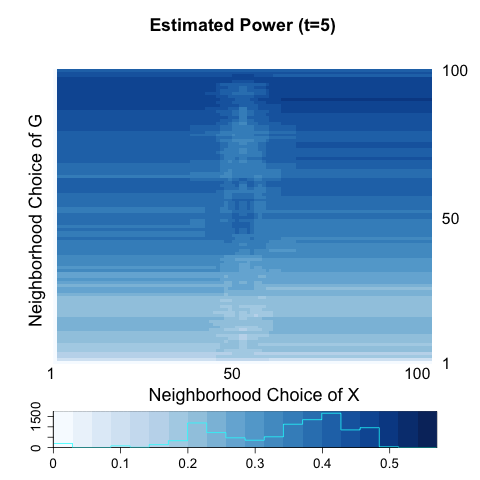 Estimated Power (t=5)
100
Neighborhood Choice of G
50
1
1 50 100
Neighborhood Choice of X
1500
0
0 0.1 0.2 0.3 0.4 0.5